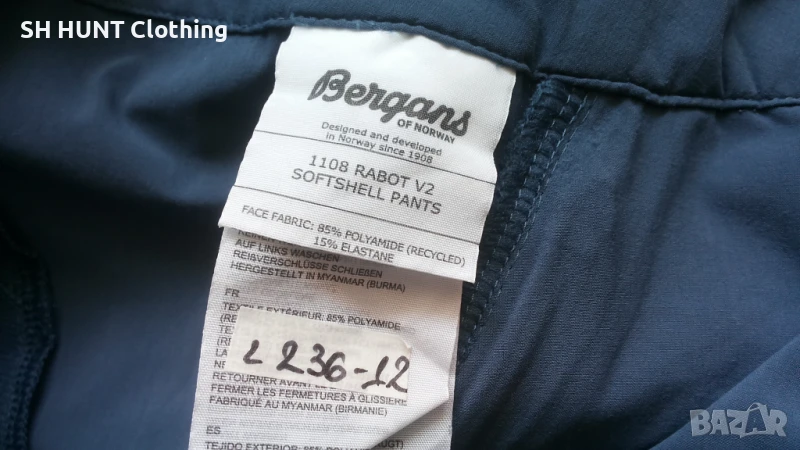 SH HUNT Clothing
Bergans
OF NORWAY
Designed and developed
in Norway since 1908
1108 RABOT V2
SOFTSHELL PANTS
FACE FABRIC: 85% POLYAMIDE (RECYCLED)
15% ELASTANE
AUF LINKS WASCHEN
REIßVERSCHLÜSSE SCHLIEßEN
HERGESTELLT IN MYANMAR (BURMA)
FR
TEXTILE EXTÉRIEUR: 85% POLYAMIDE
(RE
L 236-12
RETOURNER AVANT
FERMER LES FERMETURES À GLISSIÈRE
FABRIQUÉ AU MYANMAR (BIRMANIE)
ES
TEJIDO EXTERIOR: 85%
BAZAR